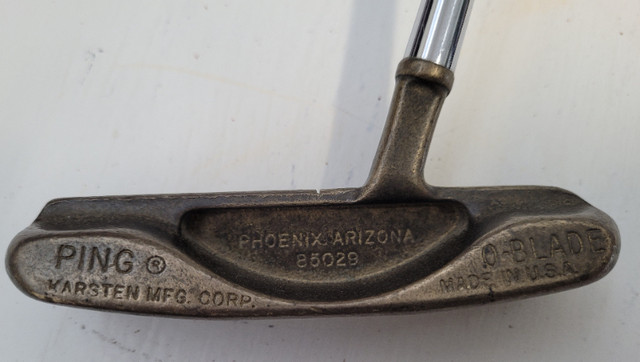 PING ®
KARSTEN MFG. CORP.
PHOENIX, ARIZONA
85029
O-BLADE
MADE IN U.S.A.